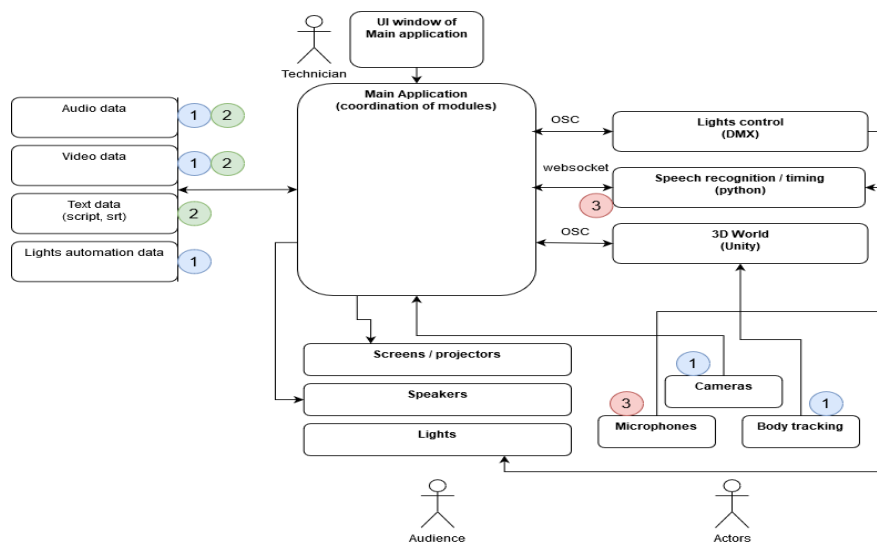 UI window of
Main application
Technician
Main Application
(coordination of modules)
Audio data
1
2
Video data
1
2
Text data
(script, srt)
2
Lights automation data
1
OSC
Lights control
(DMX)
websocket
Speech recognition / timing
(python)
3
OSC
3D World
(Unity)
Screens / projectors
Speakers
Lights
1
Cameras
3
Microphones
1
Body tracking
Audience
Actors